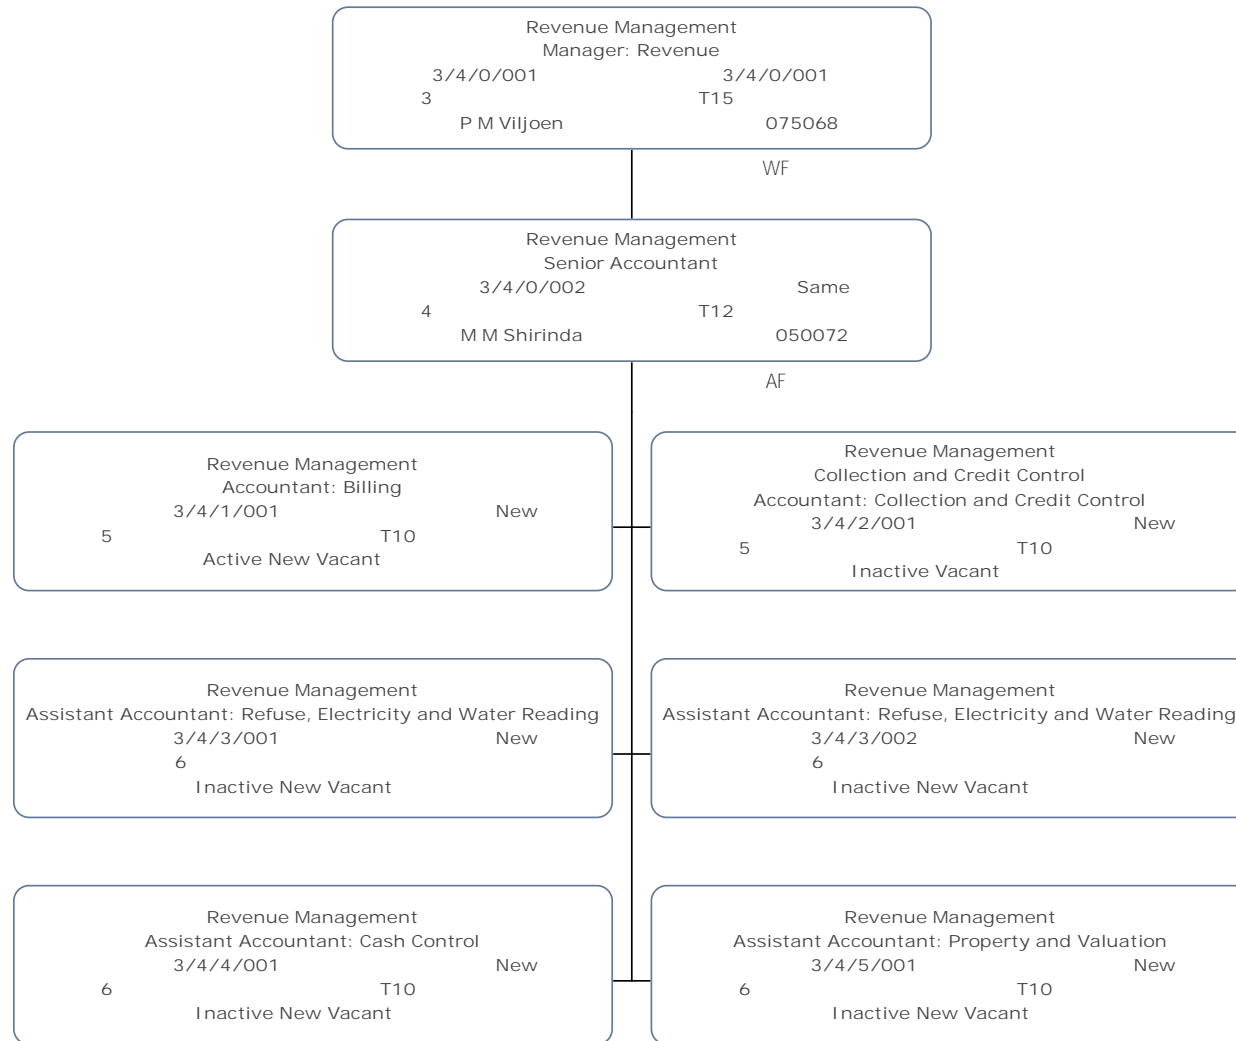 Revenue Management
Manager: Revenue
3/4/0/001 3/4/0/001
3 T15
P M Viljoen 075068
WF
Revenue Management
Senior Accountant
3/4/0/002 Same
4 T12
M M Shirinda 050072
AF
Revenue Management
Accountant: Billing
3/4/1/001 New
5 T10
Active New Vacant
Revenue Management
Collection and Credit Control
Accountant: Collection and Credit Control
3/4/2/001 New
5 T10
Inactive Vacant
Revenue Management
Assistant Accountant: Refuse, Electricity and Water Reading
3/4/3/001 New
6
Inactive New Vacant
Revenue Management
Assistant Accountant: Refuse, Electricity and Water Reading
3/4/3/002 New
6
Inactive New Vacant
Revenue Management
Assistant Accountant: Cash Control
3/4/4/001 New
6 T10
Inactive New Vacant
Revenue Management
Assistant Accountant: Property and Valuation
3/4/5/001 New
6 T10
Inactive New Vacant